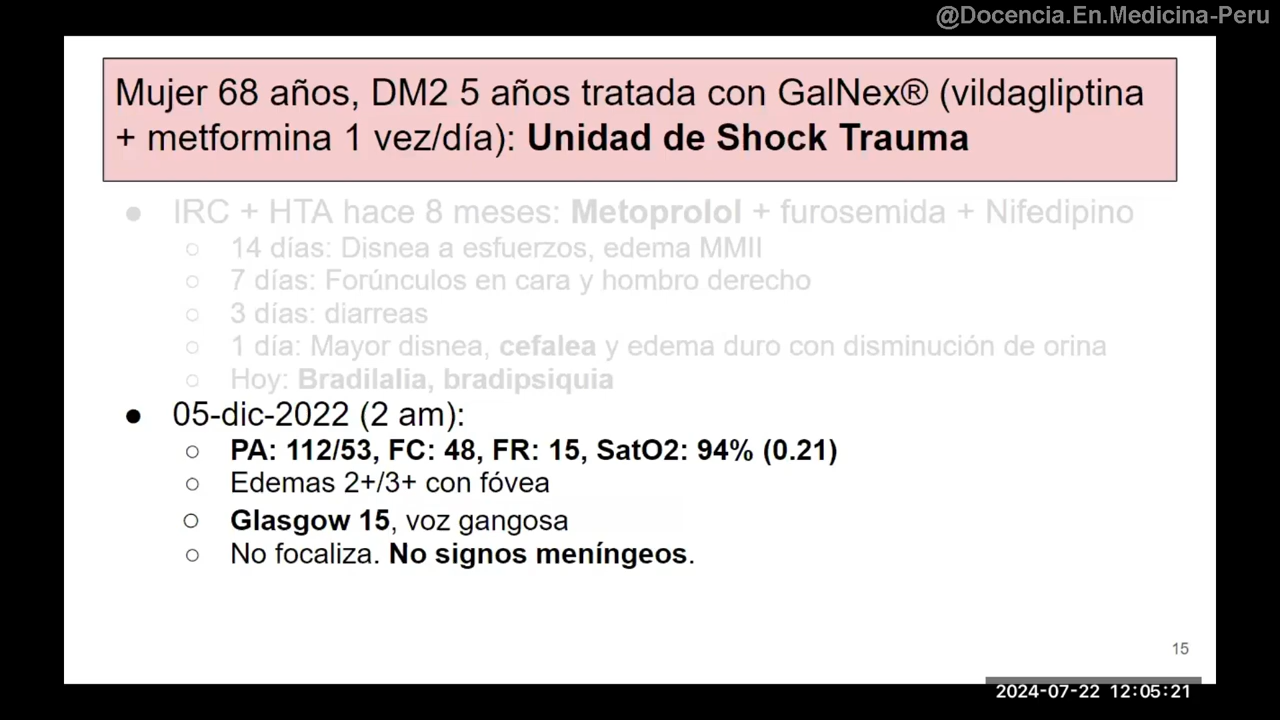 @Docencia.En.Medicina-Peru
Mujer 68 años, DM2 5 años tratada con GalNex® (vildagliptina
+ metformina 1 vez/día): Unidad de Shock Trauma
● IRC + HTA hace 8 meses: Metoprolol + furosemida + Nifedipino
○ 14 días: Disnea a esfuerzos, edema MMII
○ 7 días: Forúnculos en cara y hombro derecho
○ 3 días: diarreas
○ 1 día: Mayor disnea, cefalea y edema duro con disminución de orina
○ Hoy: Bradilalia, bradipsiquia
● 05-dic-2022 (2 am):
○ PA: 112/53, FC: 48, FR: 15, SatO2: 94% (0.21)
○ Edemas 2+/3+ con fóvea
○ Glasgow 15, voz gangosa
○ No focaliza. No signos meníngeos.
15
2024-07-22 12:05:21